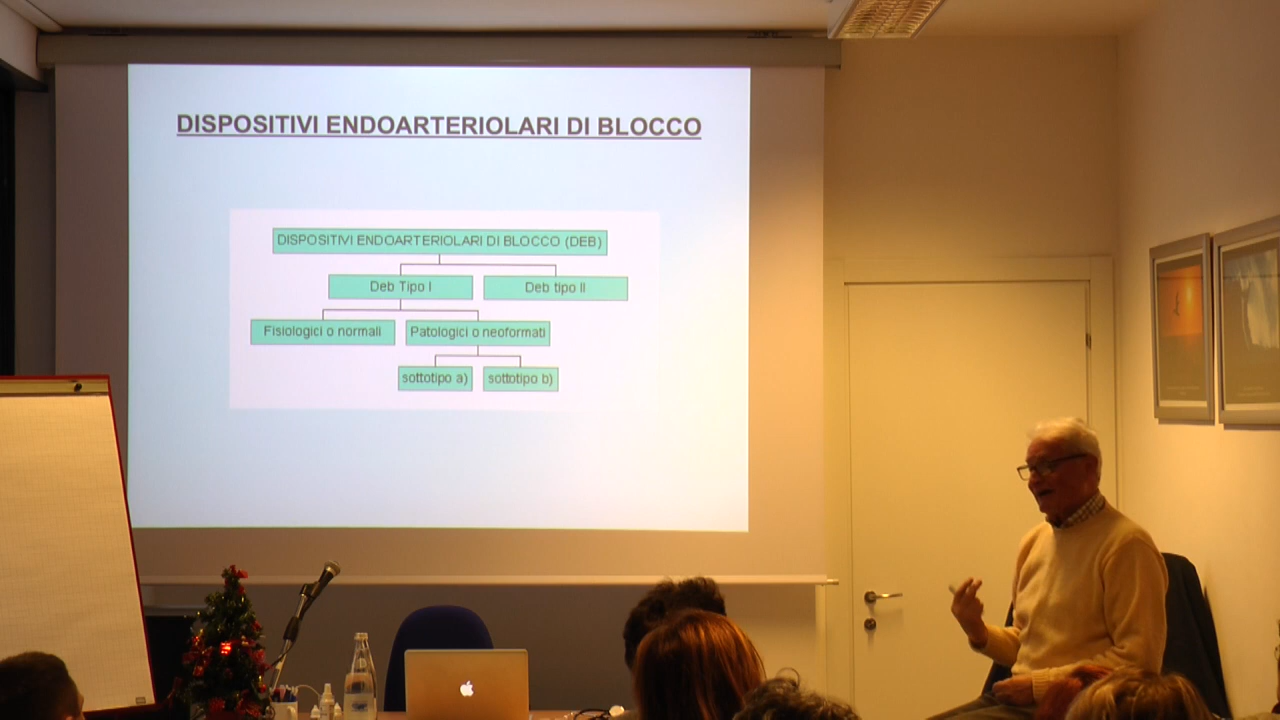 DISPOSITIVI ENDOARTERIOLARI DI BLOCCO
DISPOSITIVI ENDOARTERIOLARI DI BLOCCO (DEB)
Deb Tipo I
Deb tipo II
Fisiologici o normali
Patologici o neoformati
sottotipo a)
sottotipo b)